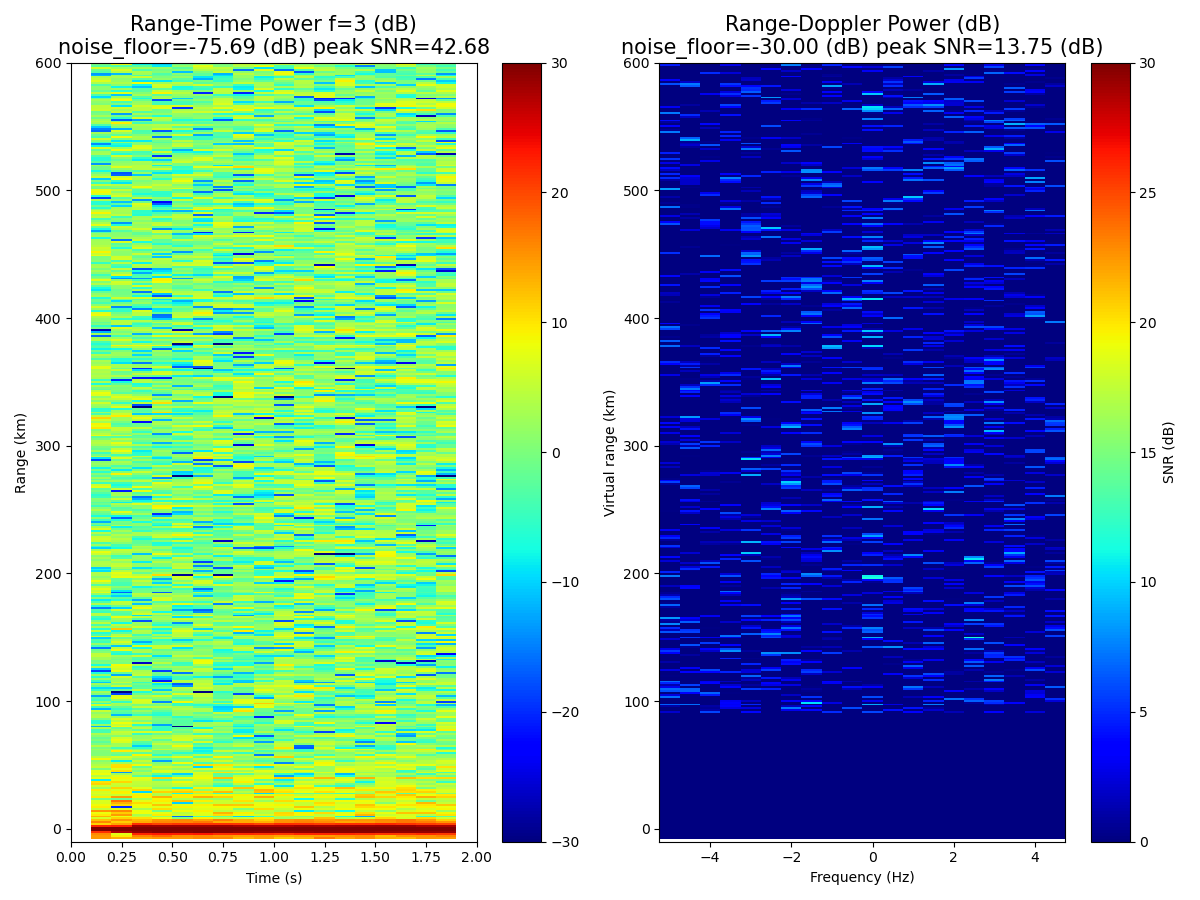 Range-Time Power f=3 (dB)
noise_floor=-75.69 (dB) peak SNR=42.68
Range (km)
600
500
400
300
200
100
0
0.00 0.25 0.50 0.75 1.00 1.25 1.50 1.75 2.00
Time (s)
30
20
10
0
−10
−20
−30
Range-Doppler Power (dB)
noise_floor=-30.00 (dB) peak SNR=13.75 (dB)
Virtual range (km)
600
500
400
300
200
100
0
−4 −2 0 2 4
Frequency (Hz)
30
25
20
15
10
5
0
SNR (dB)